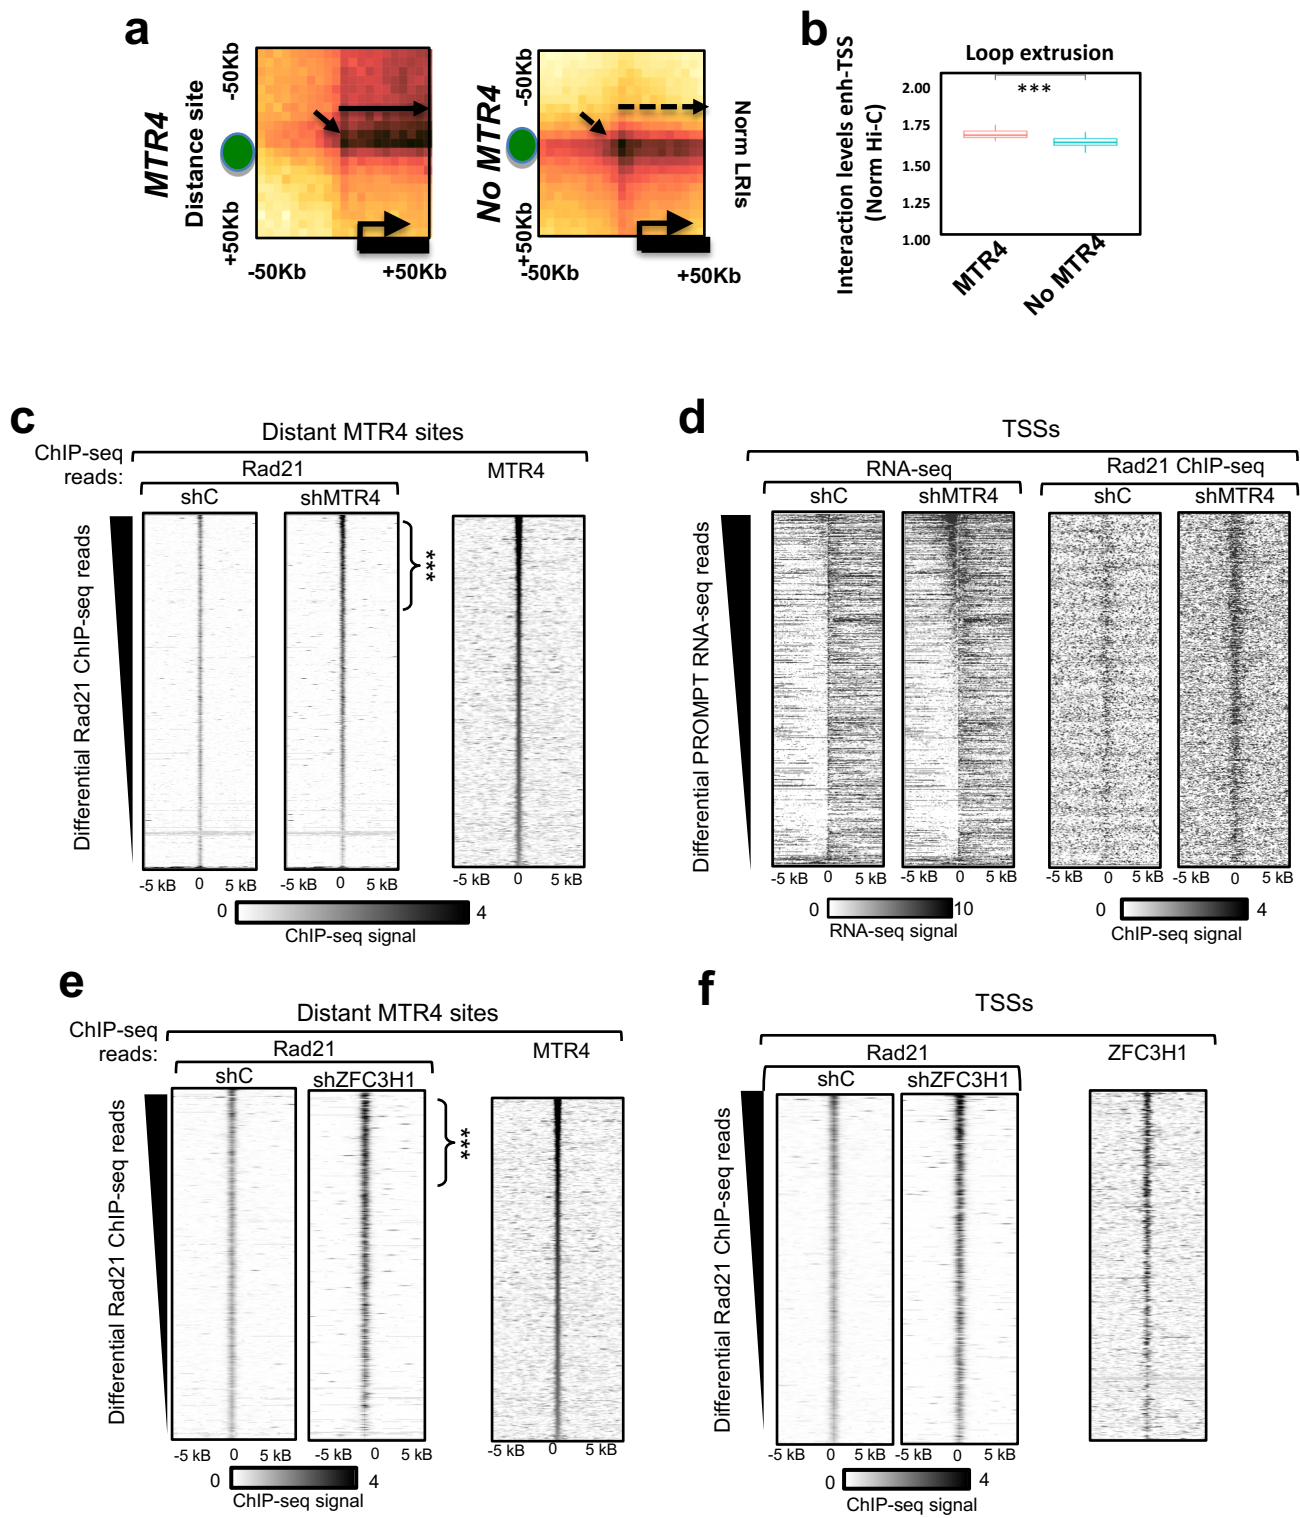 a
MTR4
Distance site
-50Kb
+50Kb
-50Kb
+50Kb
No MTR4
-50Kb
+50Kb
-50Kb
+50Kb
Norm LRIs
b
Loop extrusion
Interaction levels enh-TSS
(Norm Hi-C)
2.00
1.75
1.50
1.25
1.00
***
MTR4
No MTR4
c
Distant MTR4 sites
ChIP-seq
reads:
Rad21
MTR4
shC
shMTR4
Differential Rad21 ChIP-seq reads
***
-5 kB 0 5 kB
-5 kB 0 5 kB
-5 kB 0 5 kB
0
4
ChIP-seq signal
d
TSSs
RNA-seq
Rad21 ChIP-seq
shC
shMTR4
shC
shMTR4
Differential PROMPT RNA-seq reads
-5 kB 0 5 kB
-5 kB 0 5 kB
-5 kB 0 5 kB
-5 kB 0 5 kB
0
10
RNA-seq signal
0
4
ChIP-seq signal
e
Distant MTR4 sites
ChIP-seq
reads:
Rad21
MTR4
shC
shZFC3H1
Differential Rad21 ChIP-seq reads
***
-5 kB 0 5 kB
-5 kB 0 5 kB
-5 kB 0 5 kB
0
4
ChIP-seq signal
f
TSSs
Rad21
ZFC3H1
shC
shZFC3H1
Differential Rad21 ChIP-seq reads
-5 kB 0 5 kB
-5 kB 0 5 kB
0
4
ChIP-seq signal